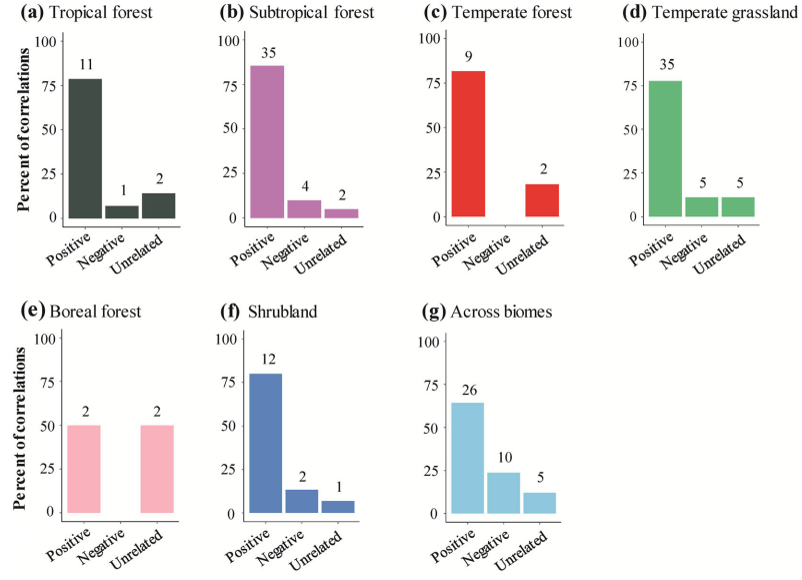 (a) Tropical forest
(b) Subtropical forest
(c) Temperate forest
(d) Temperate grassland
Percent of correlations
100
75
50
25
0
11
1
2
Positive
Negative
Unrelated
100
75
50
25
0
35
4
2
Positive
Negative
Unrelated
100
75
50
25
0
9
2
Positive
Negative
Unrelated
100
75
50
25
0
35
5
5
Positive
Negative
Unrelated
(e) Boreal forest
(f) Shrubland
(g) Across biomes
Percent of correlations
100
75
50
25
0
2
2
Positive
Negative
Unrelated
100
75
50
25
0
12
2
1
Positive
Negative
Unrelated
100
75
50
25
0
26
10
5
Positive
Negative
Unrelated